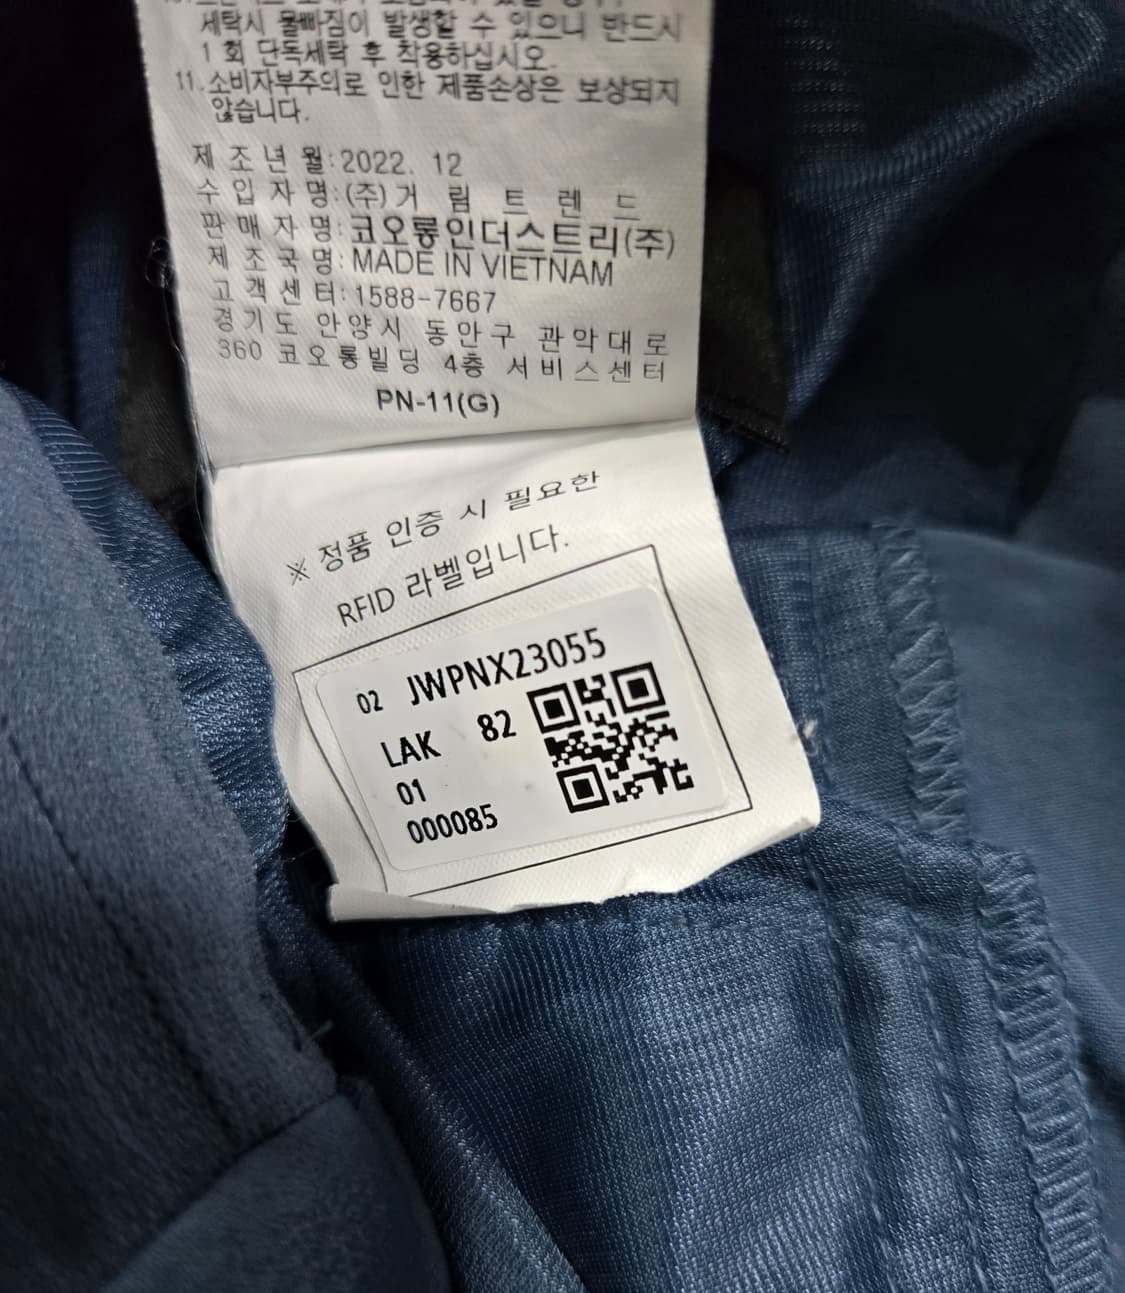 세탁시 물빠짐이 발생할 수 있으니 반드시
1회 단독세탁 후 착용하십시오.
11.소비자부주의로 인한 제품손상은 보상되지
않습니다.
제 조 년 월:2022. 12
수 입 자 명:(주)거 림 트 렌 드
판 매 자 명:코오롱인더스트리(주)
제 조 국 명:MADE IN VIETNAM
고 객 센 터:1588-7667
경기도 안양시 동안구 관악대로
360 코오롱빌딩 4층 서비스센터
PN-11(G)
※ 정품 인증 시 필요한
RFID 라벨입니다.
02 JWPNX23055
LAK 82
01
000085